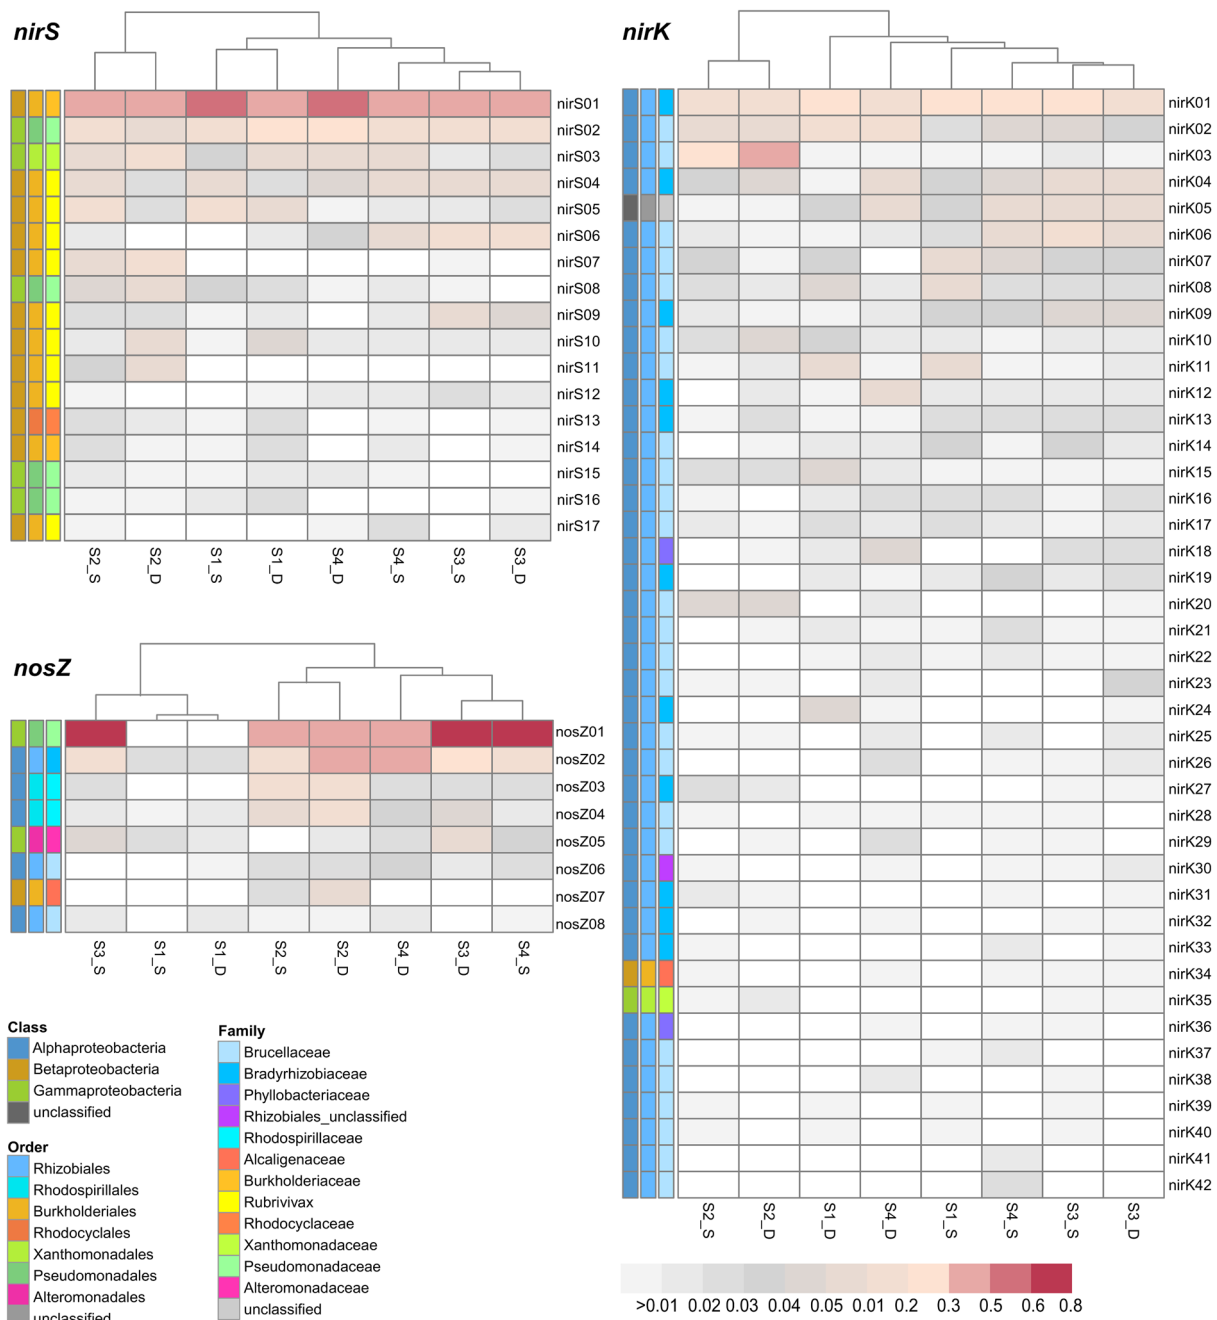 nirS
nirS01
nirS02
nirS03
nirS04
nirS05
nirS06
nirS07
nirS08
nirS09
nirS10
nirS11
nirS12
nirS13
nirS14
nirS15
nirS16
nirS17
S2_S S2_D S1_S S1_D S4_D S4_S S3_S S3_D
nosZ
nosZ01
nosZ02
nosZ03
nosZ04
nosZ05
nosZ06
nosZ07
nosZ08
S3_S S1_S S1_D S2_S S2_D S4_D S3_D S4_S
Class
Alphaproteobacteria
Betaproteobacteria
Gammaproteobacteria
unclassified
Order
Rhizobiales
Rhodospirillales
Burkholderiales
Rhodocyclales
Xanthomonadales
Pseudomonadales
Alteromonadales
unclassified
Family
Brucellaceae
Bradyrhizobiaceae
Phyllobacteriaceae
Rhizobiales_unclassified
Rhodospirillaceae
Alcaligenaceae
Burkholderiaceae
Rubrivivax
Rhodocyclaceae
Xanthomonadaceae
Pseudomonadaceae
Alteromonadaceae
unclassified
nirK
nirK01
nirK02
nirK03
nirK04
nirK05
nirK06
nirK07
nirK08
nirK09
nirK10
nirK11
nirK12
nirK13
nirK14
nirK15
nirK16
nirK17
nirK18
nirK19
nirK20
nirK21
nirK22
nirK23
nirK24
nirK25
nirK26
nirK27
nirK28
nirK29
nirK30
nirK31
nirK32
nirK33
nirK34
nirK35
nirK36
nirK37
nirK38
nirK39
nirK40
nirK41
nirK42
S2_S S2_D S1_D S4_D S1_S S4_S S3_S S3_D
>0.01 0.02 0.03 0.04 0.05 0.01 0.2 0.3 0.5 0.6 0.8